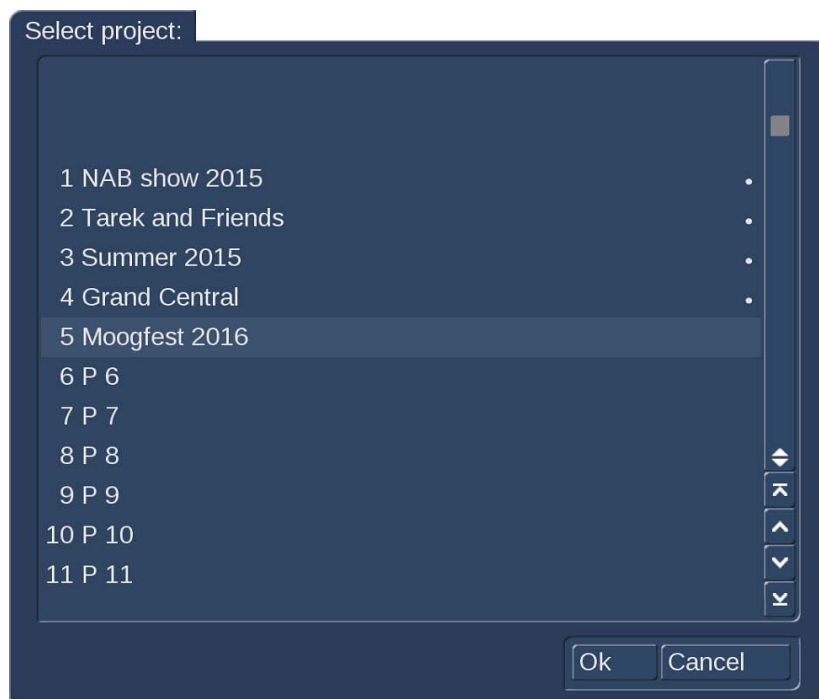 Select project:
1 NAB show 2015 .
2 Tarek and Friends .
3 Summer 2015 .
4 Grand Central .
5 Moogfest 2016
6 P 6
7 P 7
8 P 8
9 P 9
10 P 10
11 P 11
Ok Cancel